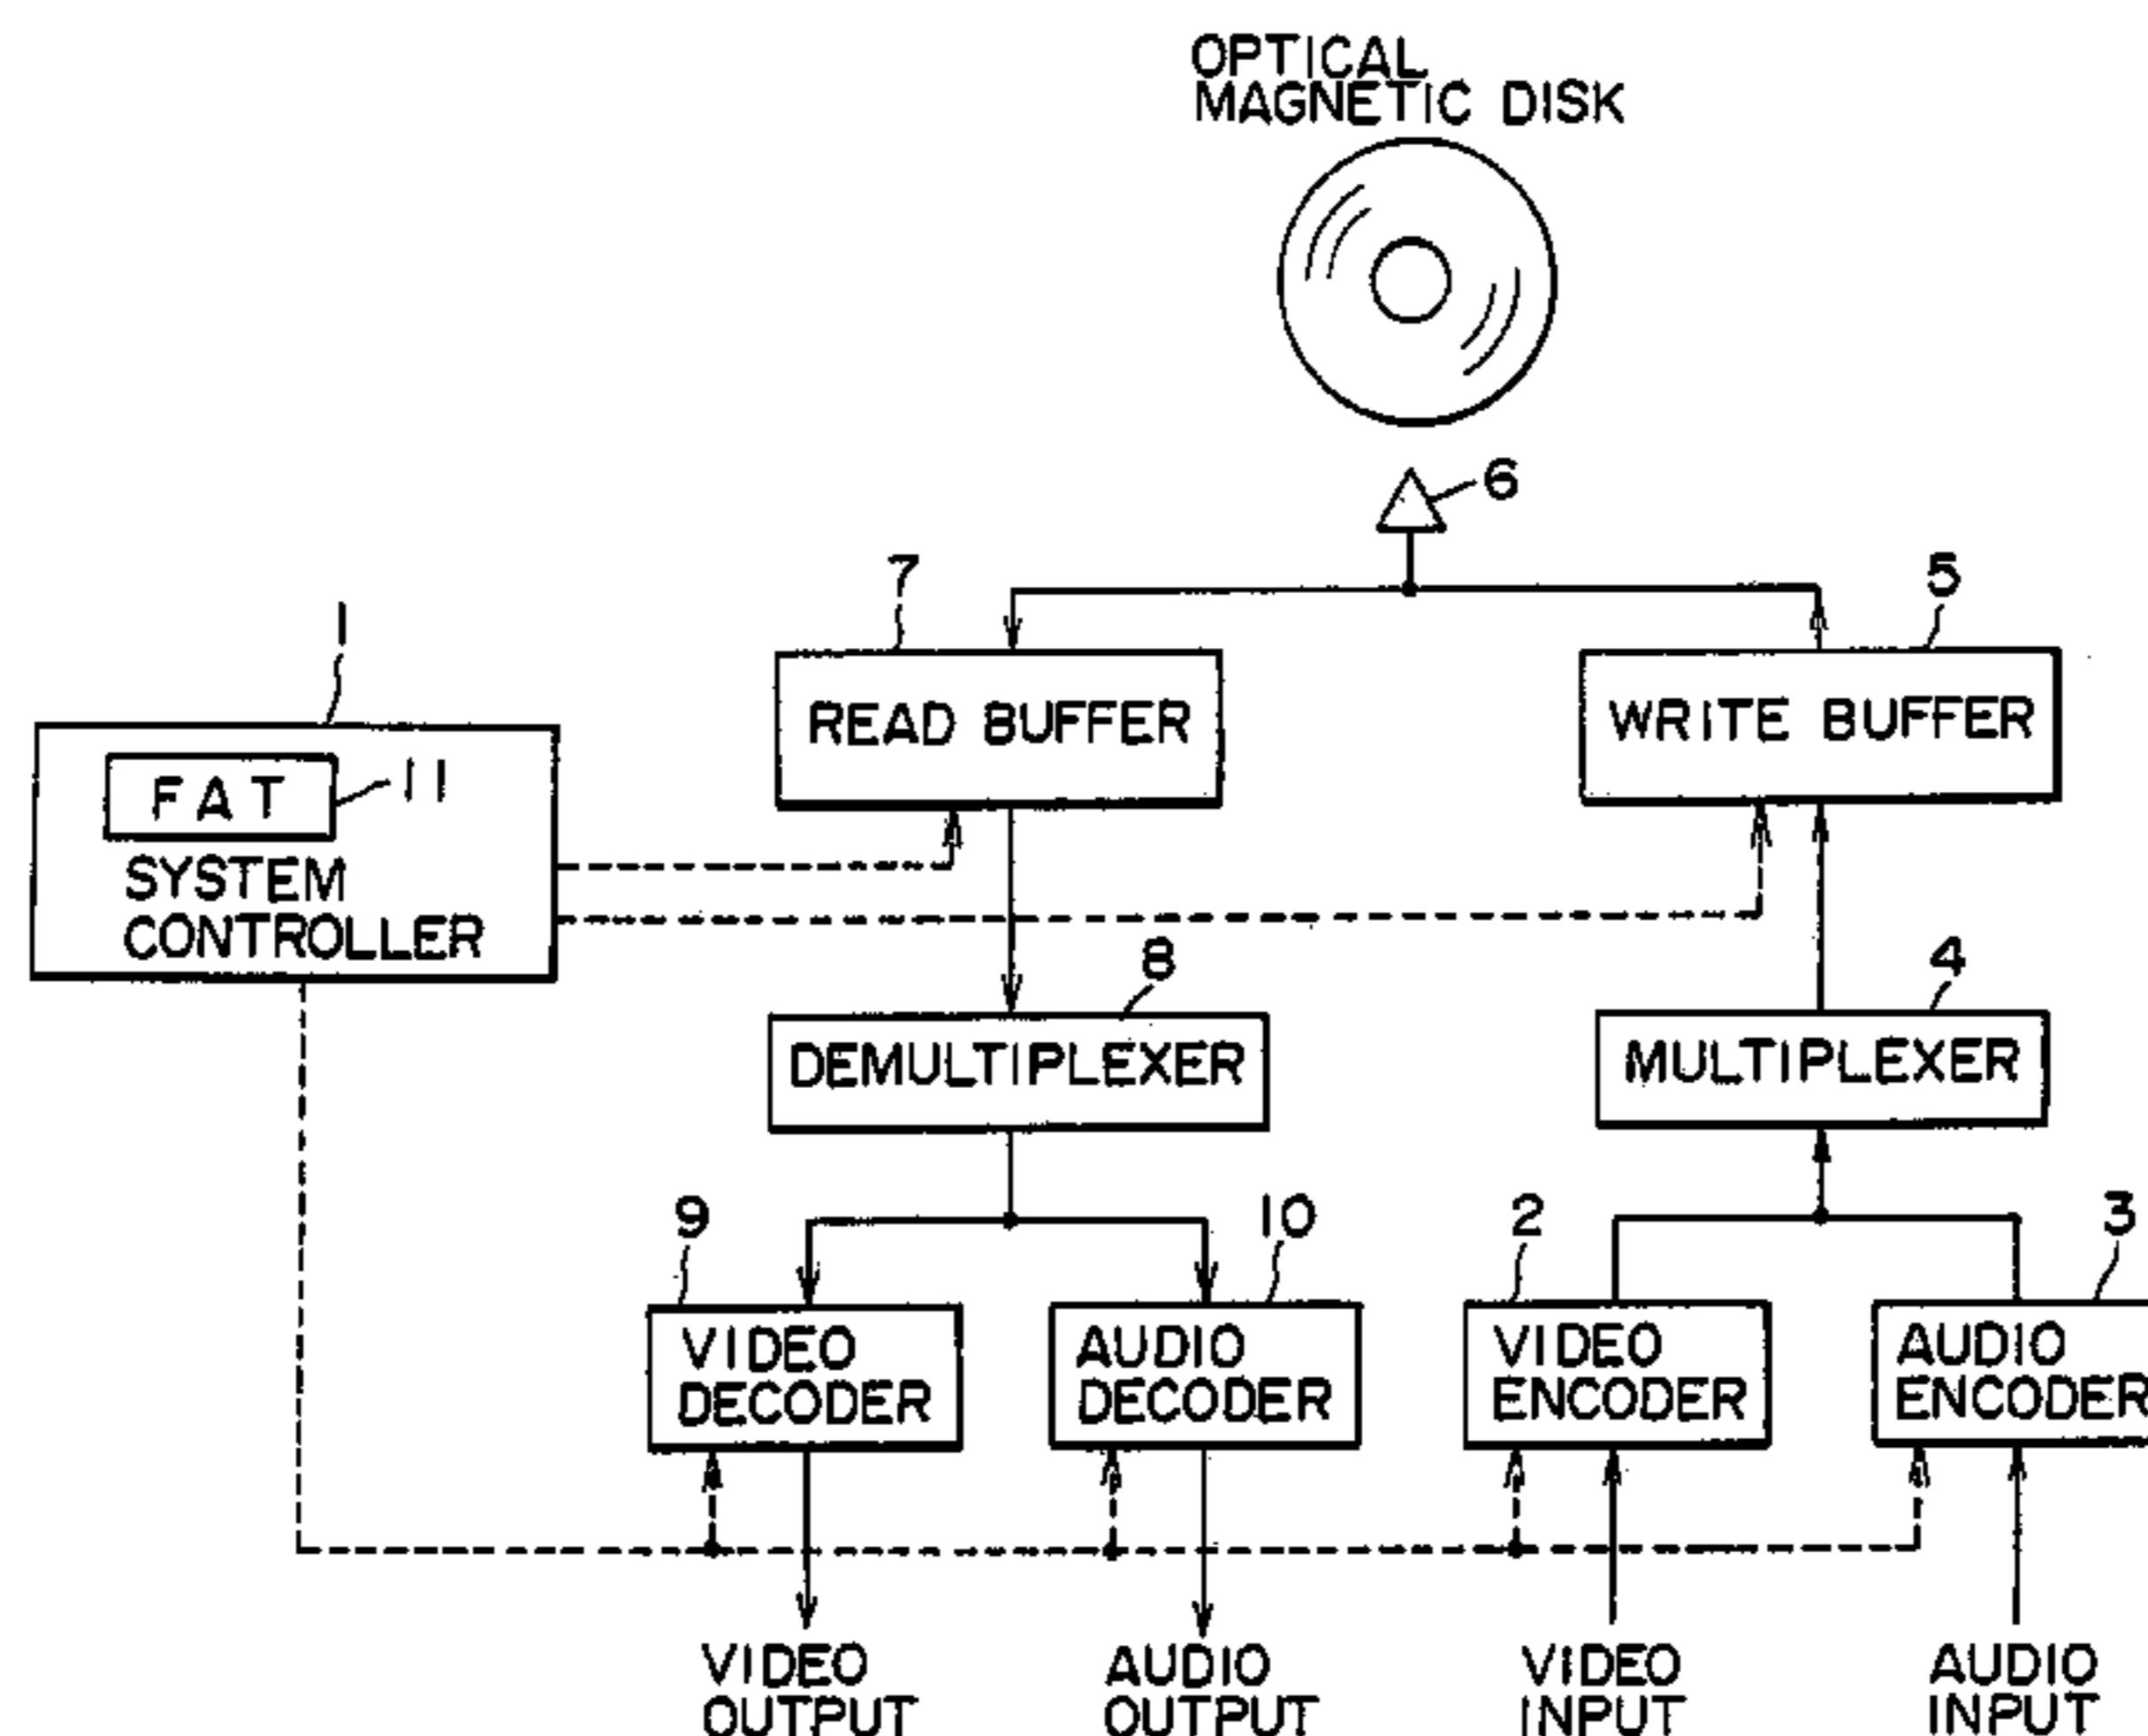 OPTICAL
MAGNETIC DISK
6
7
5
1
READ BUFFER
WRITE BUFFER
FAT
11
SYSTEM
CONTROLLER
8
4
DEMULTIPLEXER
MULTIPLEXER
9
10
2
3
VIDEO
DECODER
AUDIO
DECODER
VIDEO
ENCODER
AUDIO
ENCODER
VIDEO
OUTPUT
AUDIO
OUTPUT
VIDEO
INPUT
AUDIO
INPUT